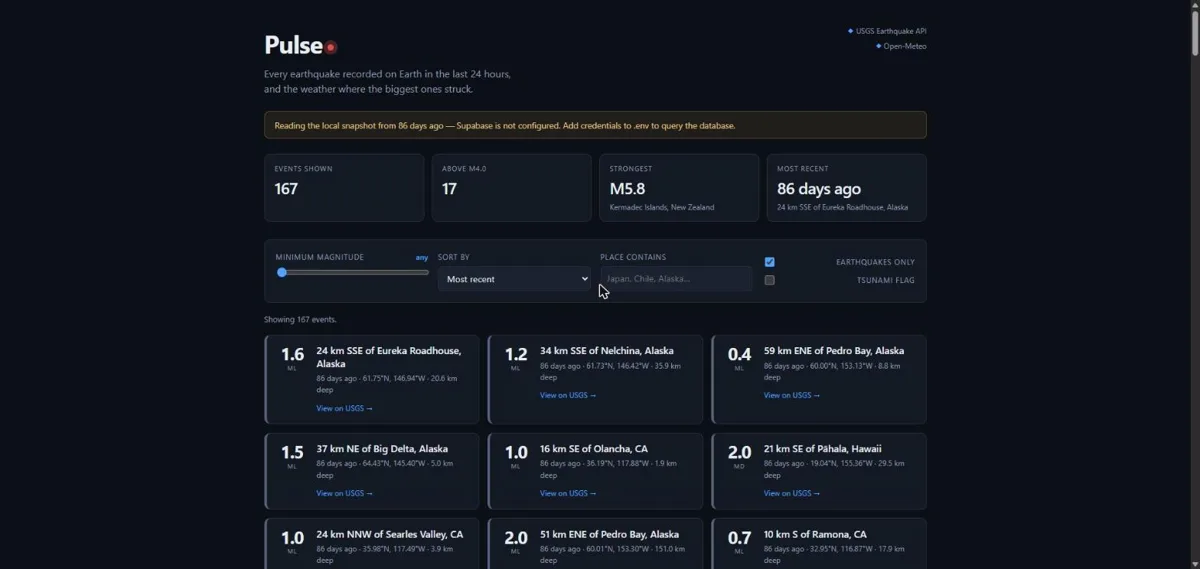 Pulse
USGS Earthquake API
Open-Meteo
Every earthquake recorded on Earth in the last 24 hours,
and the weather where the biggest ones struck.
Reading the local snapshot from 86 days ago — Supabase is not configured. Add credentials to .env to query the database.
EVENTS SHOWN
167
ABOVE M4.0
17
STRONGEST
M5.8
Kermadec Islands, New Zealand
MOST RECENT
86 days ago
24 km SSE of Eureka Roadhouse, Alaska
MINIMUM MAGNITUDE any
SORT BY
Most recent
PLACE CONTAINS
Japan, Chile, Alaska...
EARTHQUAKES ONLY
TSUNAMI FLAG
Showing 167 events.
1.6
ML
24 km SSE of Eureka Roadhouse,
Alaska
86 days ago · 61.75°N, 146.94°W · 20.6 km
deep
View on USGS →
1.2
ML
34 km SSE of Nelchina, Alaska
86 days ago · 61.73°N, 146.42°W · 35.9 km
deep
View on USGS →
0.4
ML
59 km ENE of Pedro Bay, Alaska
86 days ago · 60.00°N, 153.13°W · 8.8 km
deep
View on USGS →
1.5
ML
37 km NE of Big Delta, Alaska
86 days ago · 64.43°N, 145.40°W · 5.0 km
deep
View on USGS →
1.0
ML
16 km SE of Olancha, CA
86 days ago · 36.19°N, 117.88°W · 1.9 km
deep
View on USGS →
2.0
MD
21 km SE of Pāhala, Hawaii
86 days ago · 19.04°N, 155.36°W · 29.5 km
deep
View on USGS →
1.0
ML
24 km NNW of Searles Valley, CA
86 days ago · 35.98°N, 117.49°W · 3.9 km
deep
2.0
ML
51 km ENE of Pedro Bay, Alaska
86 days ago · 60.01°N, 153.30°W · 151.0 km
deep
0.7
ML
10 km S of Ramona, CA
86 days ago · 32.95°N, 116.87°W · 17.9 km
deep